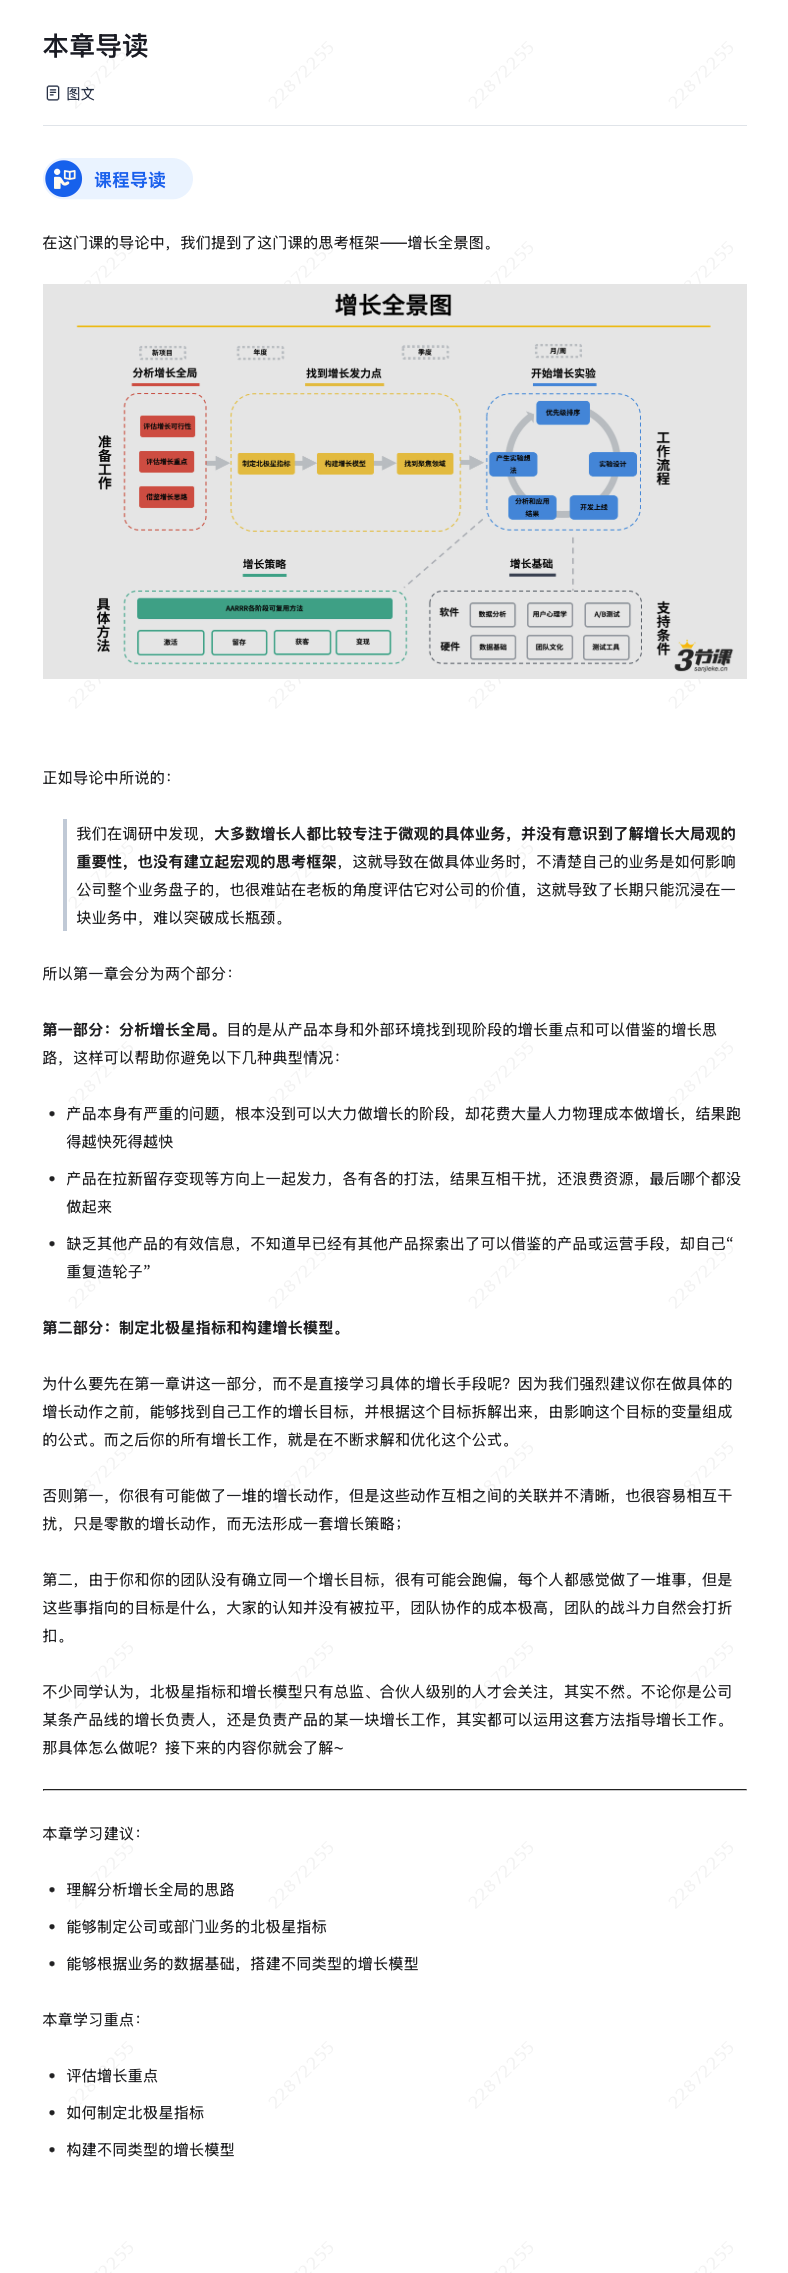 本章导读
图文
课程导读
在这门课的导论中，我们提到了这门课的思考框架——增长全景图。
增长全景图
新项目
年度
季度
月/周
分析增长全局
找到增长发力点
开始增长实验
准备工作
评估增长可行性
评估增长重点
借鉴增长思路
制定北极星指标
构建增长模型
找到聚焦领域
优先级排序
产生实验想
法
实验设计
分析和应用
结果
开发上线
工作流程
增长策略
增长基础
具体方法
AARRR各阶段可复用方法
激活
留存
获客
变现
软件
数据分析
用户心理学
A/B测试
硬件
数据基础
团队文化
测试工具
支持条件
3节课
sanjieke.cn
正如导论中所说的：
我们在调研中发现，大多数增长人都比较专注于微观的具体业务，并没有意识到了解增长大局观的
重要性，也没有建立起宏观的思考框架，这就导致在做具体业务时，不清楚自己的业务是如何影响
公司整个业务盘子的，也很难站在老板的角度评估它对公司的价值，这就导致了长期只能沉浸在一
块业务中，难以突破成长瓶颈。
所以第一章会分为两个部分：
第一部分：分析增长全局。目的是从产品本身和外部环境找到现阶段的增长重点和可以借鉴的增长思
路，这样可以帮助你避免以下几种典型情况：
• 产品本身有严重的问题，根本没到可以大力做增长的阶段，却花费大量人力物理成本做增长，结果跑
得越快死得越快
• 产品在拉新留存变现等方向上一起发力，各有各的打法，结果互相干扰，还浪费资源，最后哪个都没
做起来
• 缺乏其他产品的有效信息，不知道早已经有其他产品探索出了可以借鉴的产品或运营手段，却自己“
重复造轮子”
第二部分：制定北极星指标和构建增长模型。
为什么要先在第一章讲这一部分，而不是直接学习具体的增长手段呢？因为我们强烈建议你在做具体的
增长动作之前，能够找到自己工作的增长目标，并根据这个目标拆解出来，由影响这个目标的变量组成
的公式。而之后你的所有增长工作，就是在不断求解和优化这个公式。
否则第一，你很有可能做了一堆的增长动作，但是这些动作互相之间的关联并不清晰，也很容易相互干
扰，只是零散的增长动作，而无法形成一套增长策略；
第二，由于你和你的团队没有确立同一个增长目标，很有可能会跑偏，每个人都感觉做了一堆事，但是
这些事指向的目标是什么，大家的认知并没有被拉平，团队协作的成本极高，团队的战斗力自然会打折
扣。
不少同学认为，北极星指标和增长模型只有总监、合伙人级别的人才会关注，其实不然。不论你是公司
某条产品线的增长负责人，还是负责产品的某一块增长工作，其实都可以运用这套方法指导增长工作。
那具体怎么做呢？接下来的内容你就会了解~
本章学习建议：
• 理解分析增长全局的思路
• 能够制定公司或部门业务的北极星指标
• 能够根据业务的数据基础，搭建不同类型的增长模型
本章学习重点：
• 评估增长重点
• 如何制定北极星指标
• 构建不同类型的增长模型
22872255